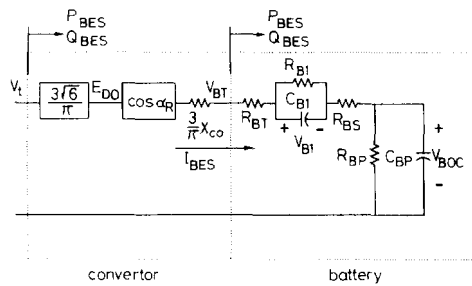 P_BES
Q_BES
P_BES
Q_BES
V_t
3√6
π
E_DO
cos α_R
V_BT
3
π X_co
I_BES
R_BT
R_B1
C_B1
+ -
V_B1
R_BS
R_BP
C_BP
+
V_BOC
-
convertor
battery